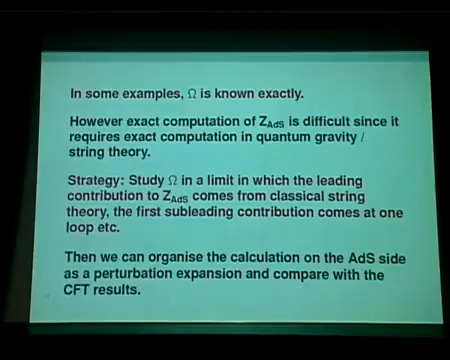 In some examples, Ω is known exactly.
However exact computation of Z_AdS is difficult since it
requires exact computation in quantum gravity /
string theory.
Strategy: Study Ω in a limit in which the leading
contribution to Z_AdS comes from classical string
theory, the first subleading contribution comes at one
loop etc.
Then we can organise the calculation on the AdS side
as a perturbation expansion and compare with the
CFT results.